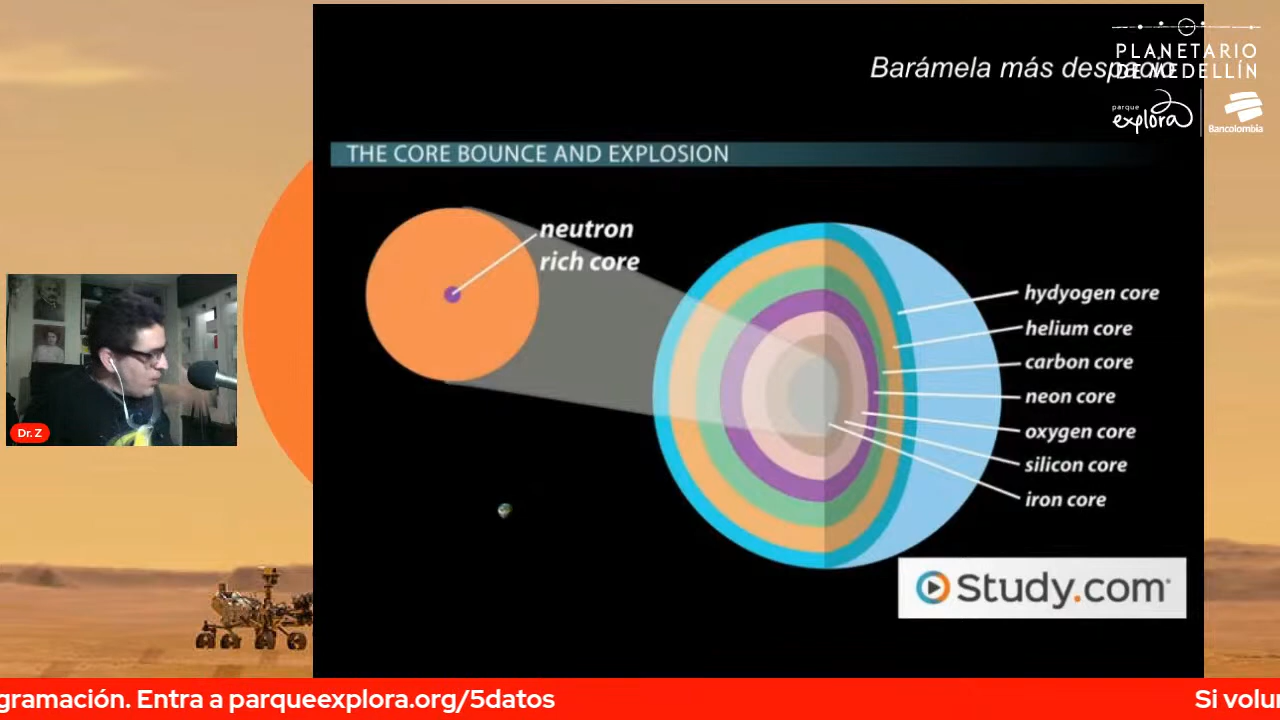 Barámela más despacio
PLANETARIO
DE MEDELLÍN
parque
explora
Bancolombia
THE CORE BOUNCE AND EXPLOSION
neutron
rich core
hydyogen core
helium core
carbon core
neon core
oxygen core
silicon core
iron core
Study.com
Dr. Z
gramación. Entra a parqueexplora.org/5datos
Si volu